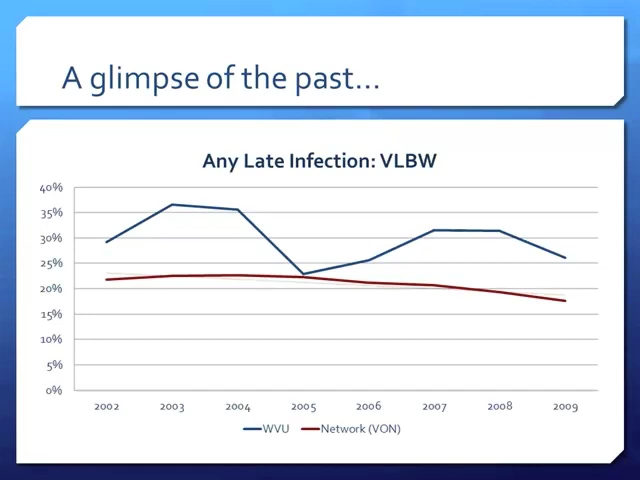 A glimpse of the past...
Any Late Infection: VLBW
40%
35%
30%
25%
20%
15%
10%
5%
0%
2002 2003 2004 2005 2006 2007 2008 2009
WVU Network (VON)